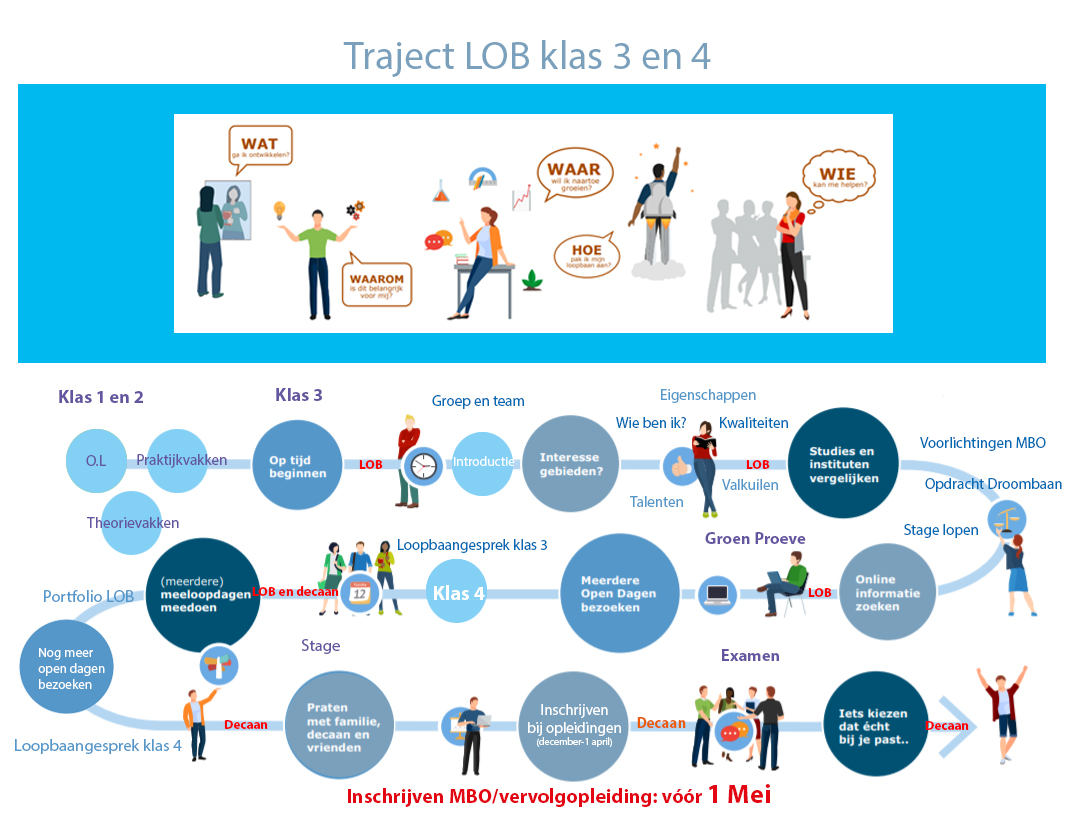 Traject LOB klas 3 en 4
WAT
ga ik ontwikkelen?
WAAROM
is dit belangrijk
voor mij?
WAAR
wil ik naartoe
groeien?
HOE
pak ik mijn
loopbaan aan?
WIE
kan me helpen?
Klas 1 en 2
O.L
Praktijkvakken
Theorievakken
Klas 3
Op tijd
beginnen
LOB
Groep en team
Introductie
Interesse
gebieden?
Eigenschappen
Wie ben ik?
Kwaliteiten
Talenten
Valkuilen
LOB
Studies en
instituten
vergelijken
Voorlichtingen MBO
Opdracht Droombaan
Stage lopen
Online
informatie
zoeken
LOB
Groen Proeve
Meerdere
Open Dagen
bezoeken
Klas 4
Loopbaangesprek klas 3
12
LOB en decaan
(meerdere)
meeloopdagen
meedoen
Portfolio LOB
Nog meer
open dagen
bezoeken
Loopbaangesprek klas 4
Decaan
Stage
Praten
met familie,
decaan en
vrienden
Inschrijven
bij opleidingen
(december-1 april)
Decaan
Examen
Iets kiezen
dat écht
bij je past..
Decaan
Inschrijven MBO/vervolgopleiding: vóór 1 Mei